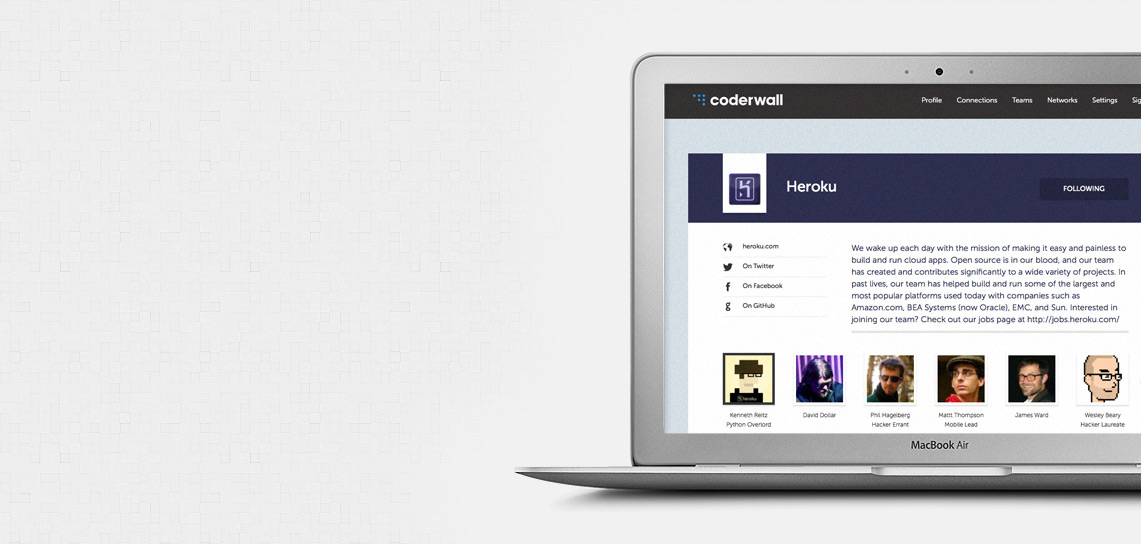 coderwall
Profile Connections Teams Networks Settings
Heroku
FOLLOWING
heroku.com
On Twitter
On Facebook
On GitHub
We wake up each day with the mission of making it easy and painless to
build and run cloud apps. Open source is in our blood, and our team
has created and contributes significantly to a wide variety of projects. In
past lives, our team has helped build and run some of the largest and
most popular platforms used today with companies such as
Amazon.com, BEA Systems (now Oracle), EMC, and Sun. Interested in
joining our team? Check out our jobs page at http://jobs.heroku.com/
heroku
Kenneth Reitz
Python Overlord
David Dollar
Phil Hagelberg
Hacker Errant
Mattt Thompson
Mobile Lead
James Ward
Wesley Beary
Hacker Laureate
MacBook Air